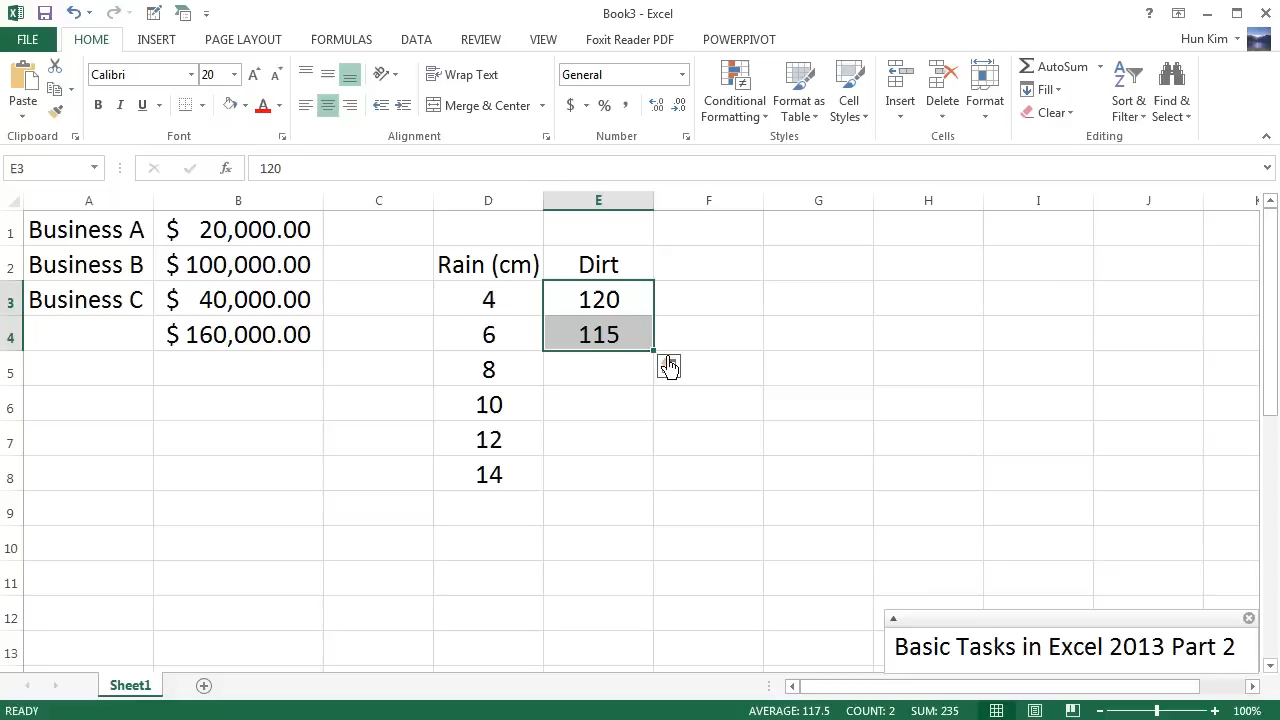 Book3 - Excel
FILE HOME INSERT PAGE LAYOUT FORMULAS DATA REVIEW VIEW Foxit Reader PDF POWERPIVOT Hun Kim
Paste
Clipboard
Calibri 20
B I U
Font
Wrap Text
Merge & Center
Alignment
General
$ % ,
Number
Conditional Formatting
Format as Table
Cell Styles
Styles
Insert Delete Format
Cells
AutoSum
Fill
Clear
Sort & Filter
Find & Select
Editing
E3 fx 120
A B C D E F G H I J K
1 Business A $ 20,000.00
2 Business B $ 100,000.00 Rain (cm) Dirt
3 Business C $ 40,000.00 4 120
4 $ 160,000.00 6 115
5 8
6 10
7 12
8 14
9
10
11
12
13
Basic Tasks in Excel 2013 Part 2
Sheet1
READY AVERAGE: 117.5 COUNT: 2 SUM: 235 100%